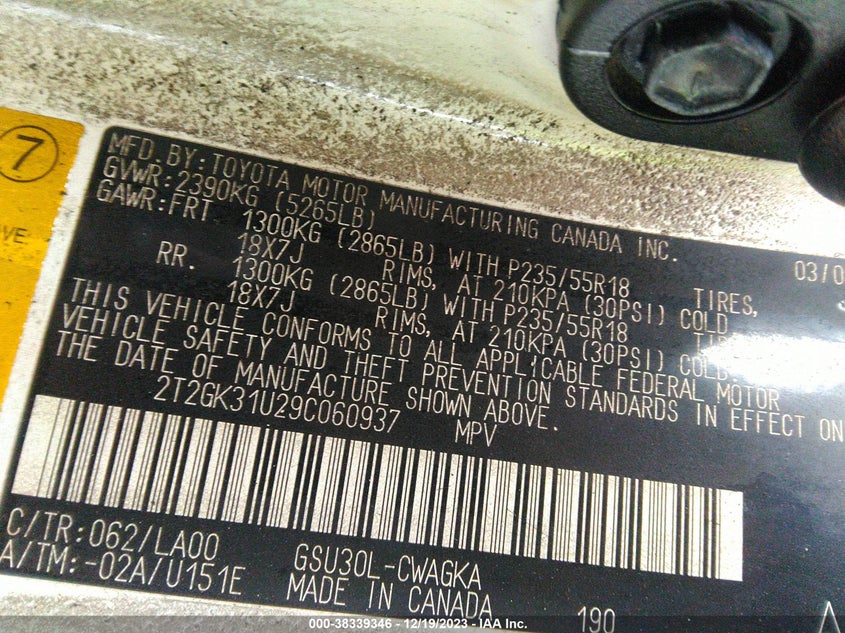 7
IVE
MFD. BY: TOYOTA MOTOR MANUFACTURING CANADA INC. 03/0
GVWR: 2390KG (5265LB)
GAWR: FRT 1300KG (2865LB) WITH P235/55R18 TIRES,
18X7J RIMS, AT 210KPA (30PSI) COLD
RR. 1300KG (2865LB) WITH P235/55R18
18X7J RIMS, AT 210KPA (30PSI) COLD
THIS VEHICLE CONFORMS TO ALL APPLICABLE FEDERAL MOTOR
VEHICLE SAFETY AND THEFT PREVENTION STANDARDS IN EFFECT ON
THE DATE OF MANUFACTURE SHOWN ABOVE.
2T2GK31U29C060937 MPV
C/TR: 062/LA00 GSU30L-CWAGKA
A/TM: -02A/U151E MADE IN CANADA 190
000-38339346 - 12/19/2023 - IAA Inc.